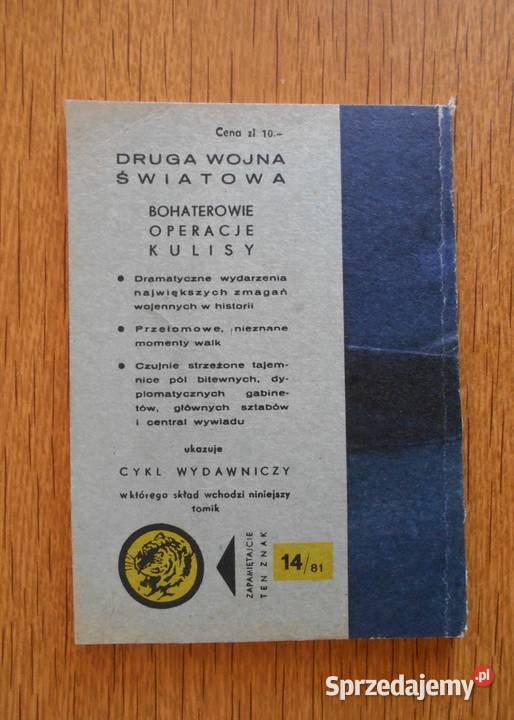 Cena zł 10.–
DRUGA WOJNA
ŚWIATOWA
BOHATEROWIE
OPERACJE
KULISY
● Dramatyczne wydarzenia
największych zmagań
wojennych w historii
● Przełomowe, nieznane
momenty walk
● Czujnie strzeżone tajem-
nice pól bitewnych, dy-
plomatycznych gabine-
tów, głównych sztabów
i central wywiadu
ukazuje
CYKL WYDAWNICZY
w którego skład wchodzi niniejszy
tomik
ZAPAMIĘTAJCIE
TEN ZNAK
14/81
Sprzedajemy.pl